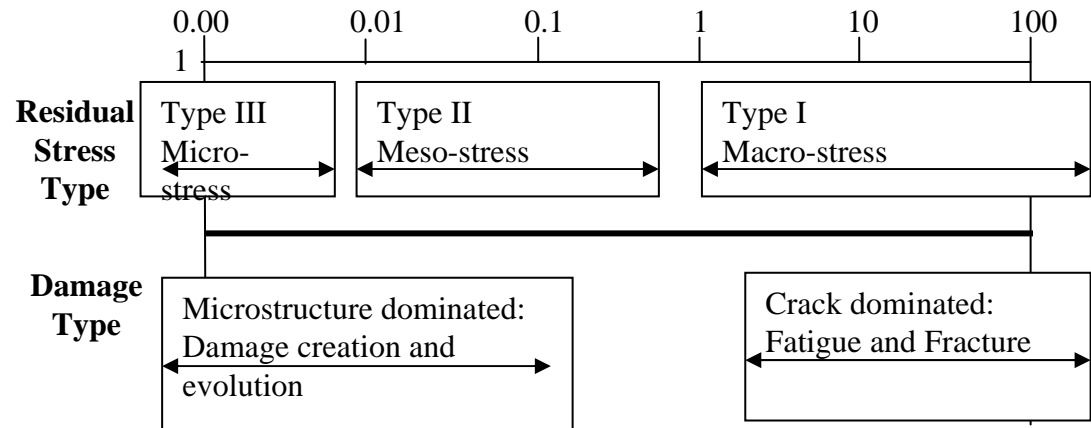 0.00 0.01 0.1 1 10 100
1
Residual
Stress
Type
Type III
Micro-
stress
Type II
Meso-stress
Type I
Macro-stress
Damage
Type
Microstructure dominated:
Damage creation and
evolution
Crack dominated:
Fatigue and Fracture